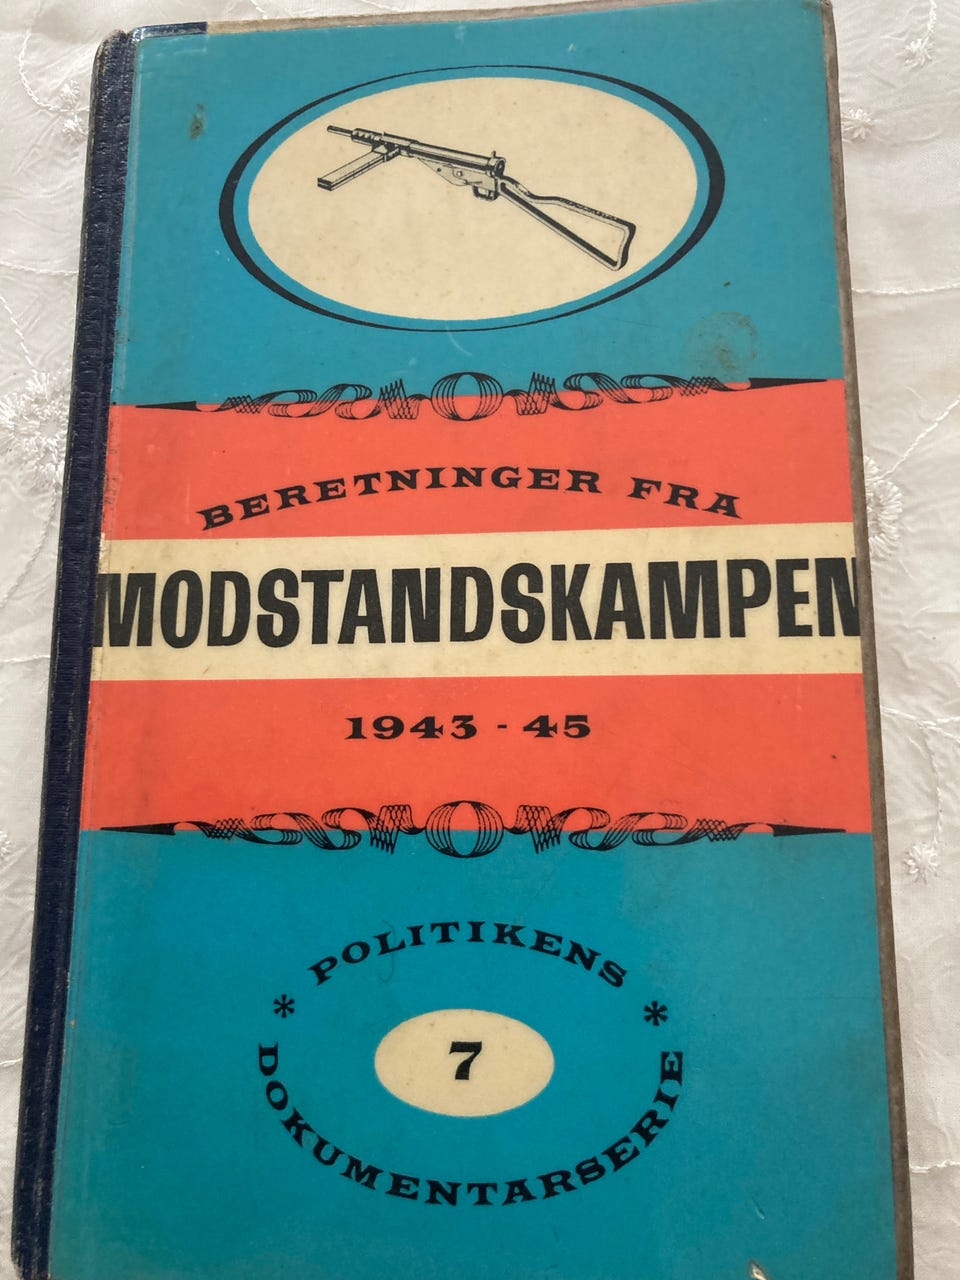 BERETNINGER FRA
MODSTANDSKAMPEN
1943 - 45
POLITIKENS
* *
7
DOKUMENTARSERIE